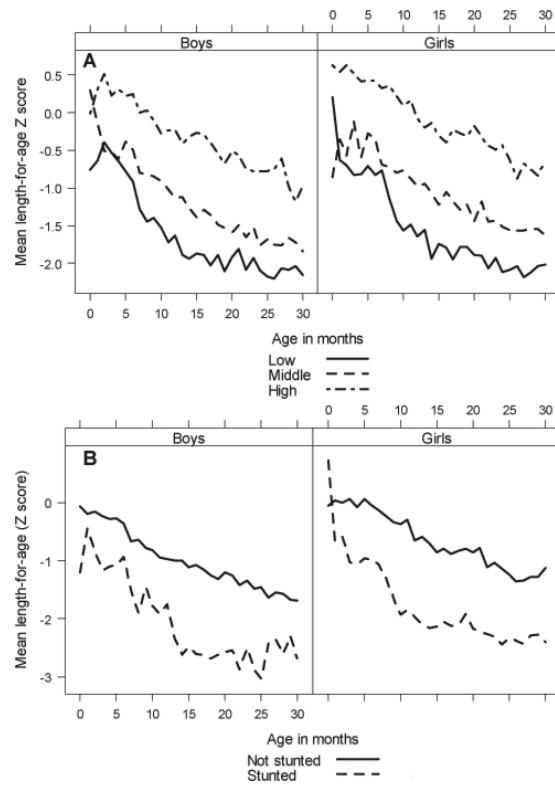 0 5 10 15 20 25 30
Boys Girls
A
0.5
0.0
-0.5
-1.0
-1.5
-2.0
Mean length-for-age Z score
0 5 10 15 20 25 30
Age in months
Low
Middle
High
0 5 10 15 20 25 30
Boys Girls
B
0
-1
-2
-3
Mean length-for-age (Z score)
0 5 10 15 20 25 30
Age in months
Not stunted
Stunted